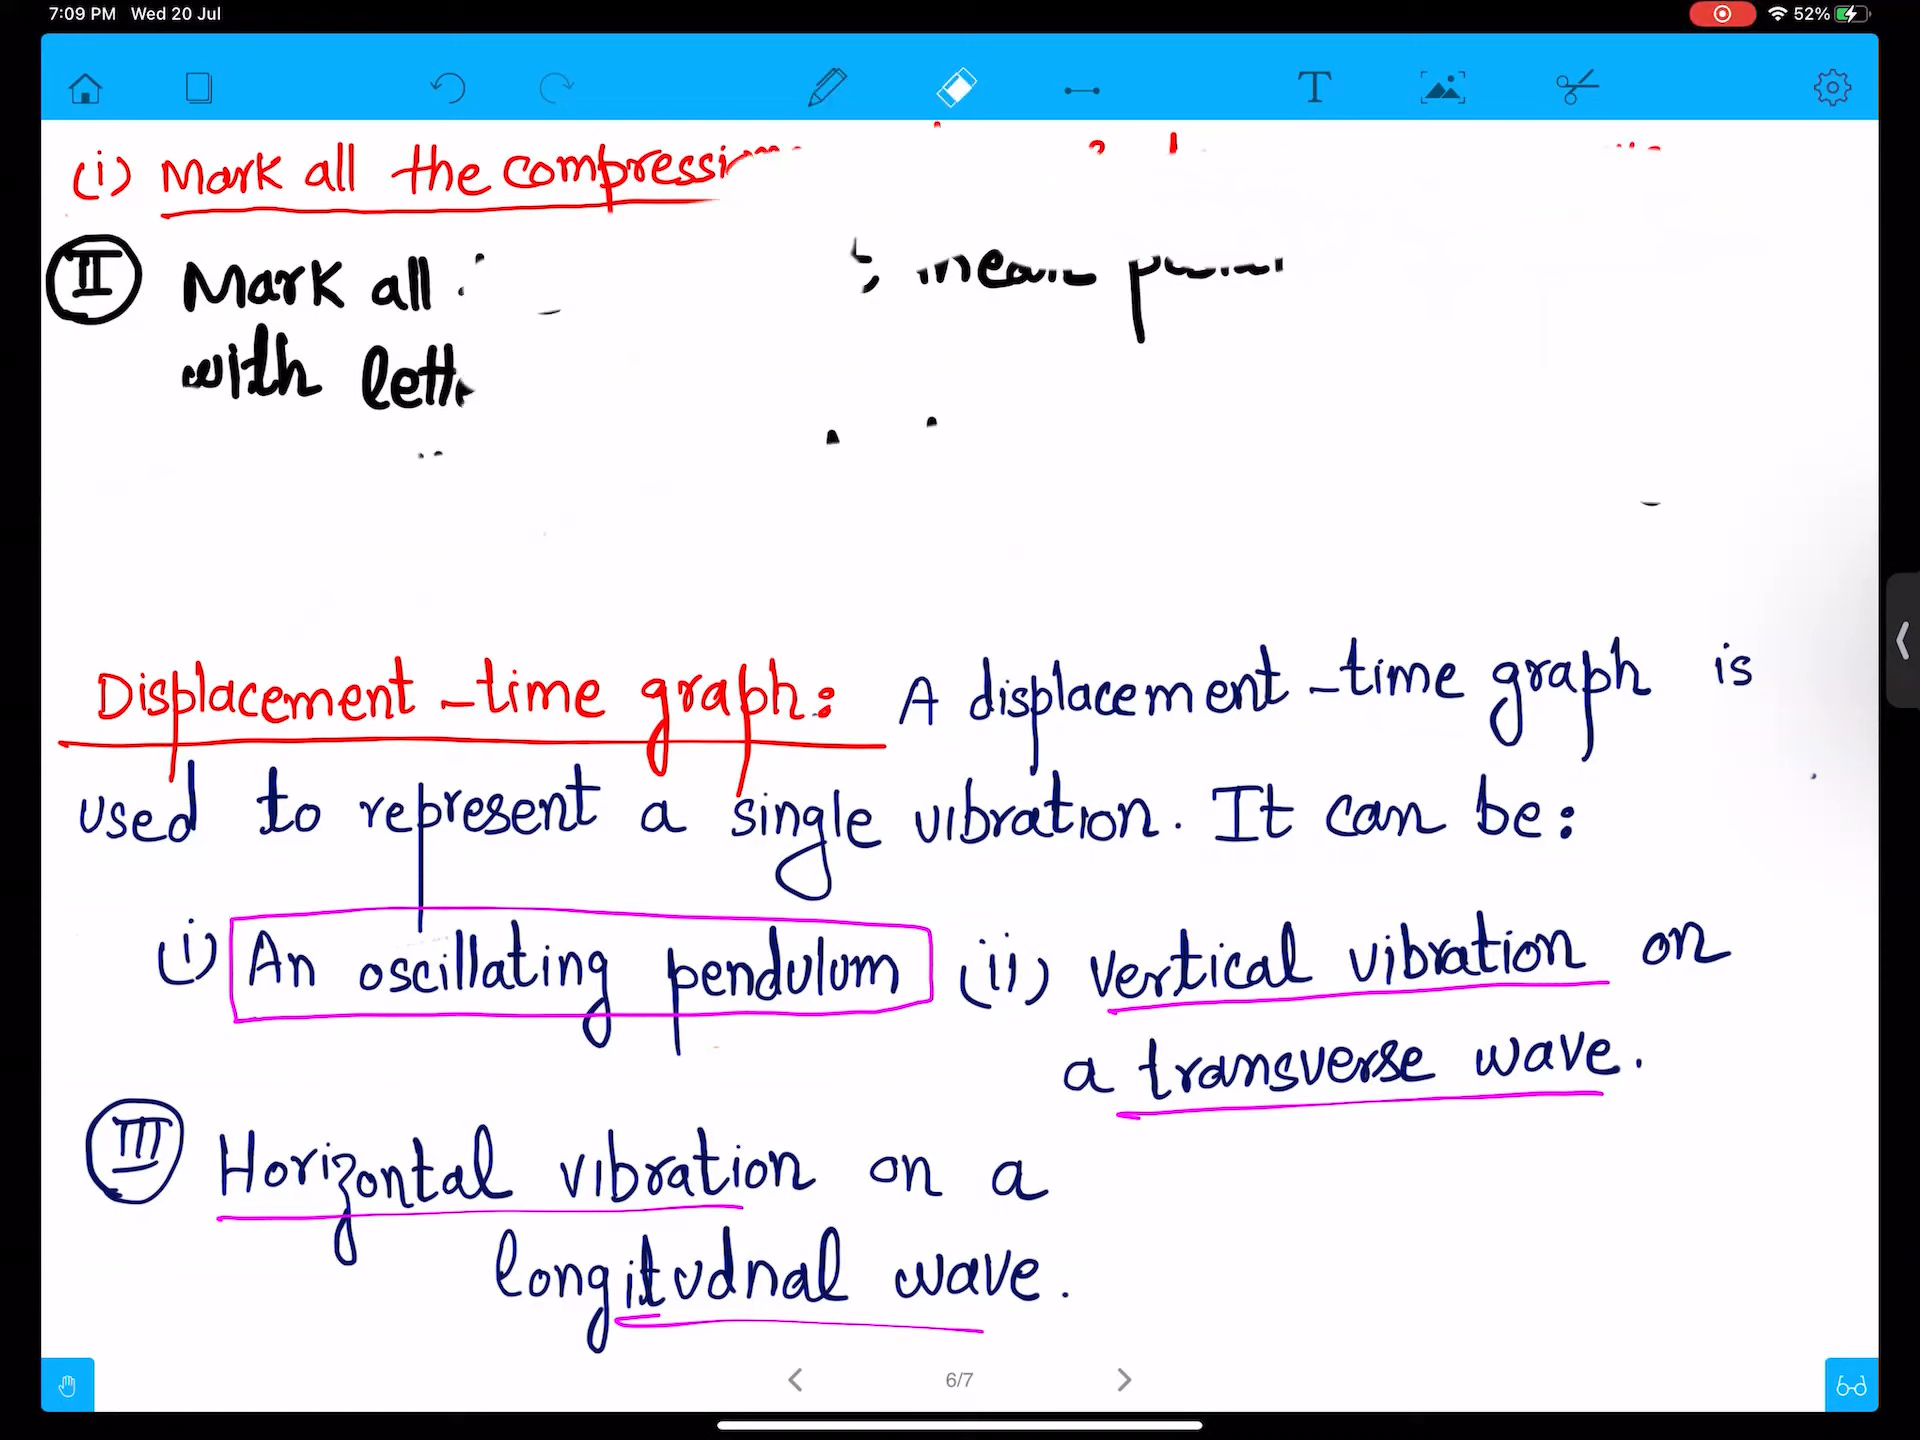 7:09 PM Wed 20 Jul
52%
T
(i) Mark all the
II Mark all
mean
with
Displacement-time graph: A displacement-time graph is
used to represent a single vibration. It can be:
(i) An oscillating pendulum (ii) vertical vibration on
a transverse wave.
III Horizontal vibration on a
longitudnal wave.
6/7